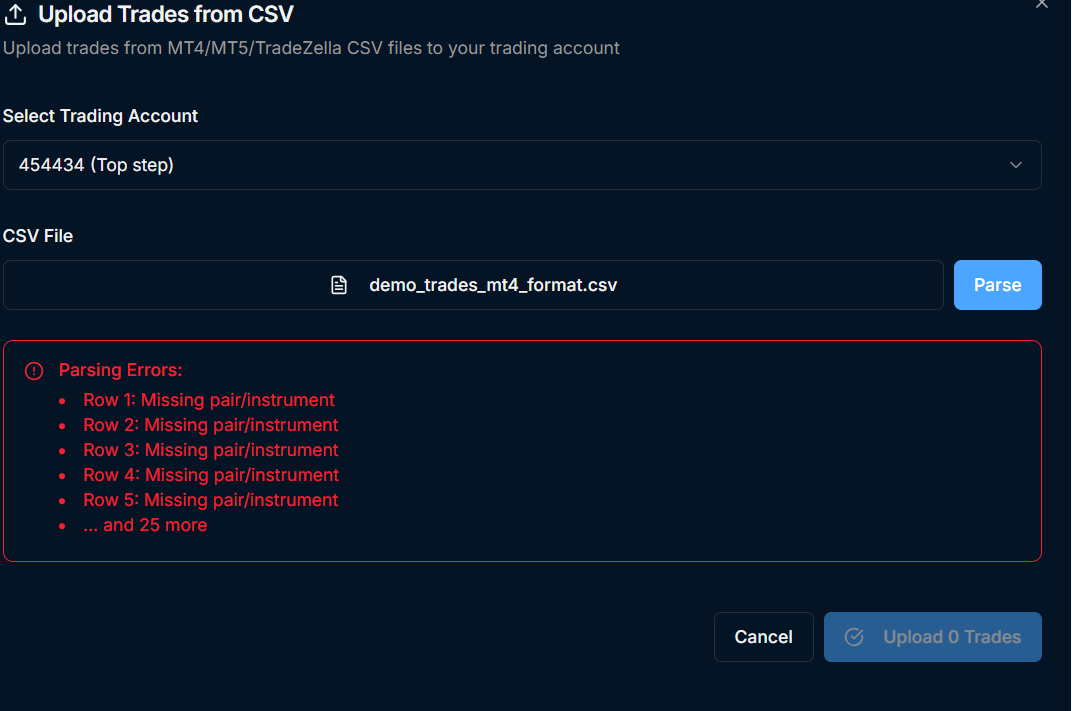 Upload Trades from CSV
Upload trades from MT4/MT5/TradeZella CSV files to your trading account
Select Trading Account
454434 (Top step)
CSV File
demo_trades_mt4_format.csv
Parse
Parsing Errors:
Row 1: Missing pair/instrument
Row 2: Missing pair/instrument
Row 3: Missing pair/instrument
Row 4: Missing pair/instrument
Row 5: Missing pair/instrument
... and 25 more
Cancel
Upload 0 Trades